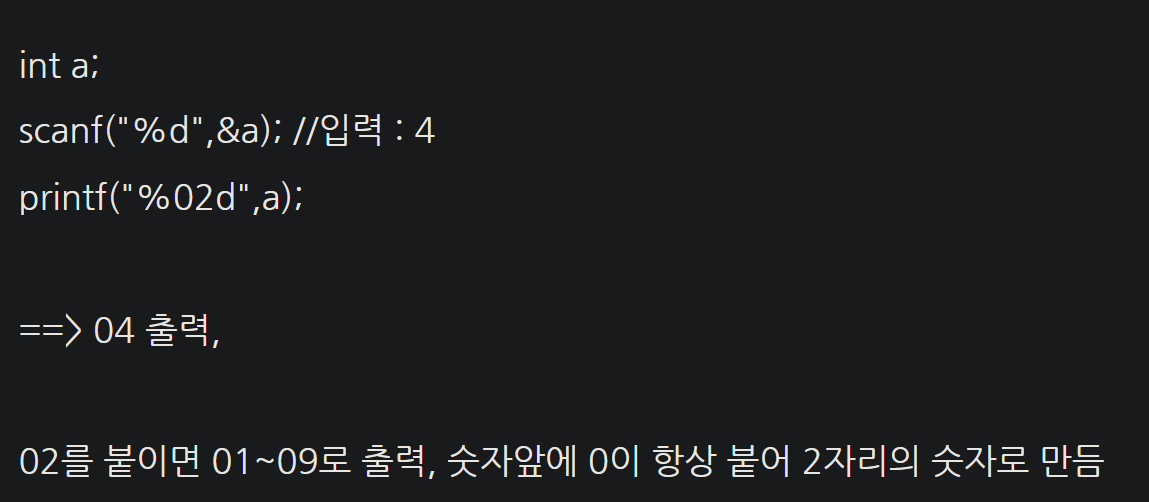 int a;
scanf("%d",&a); //입력 : 4
printf("%02d",a);
==> 04 출력,
02를 붙이면 01~09로 출력, 숫자앞에 0이 항상 붙어 2자리의 숫자로 만듬